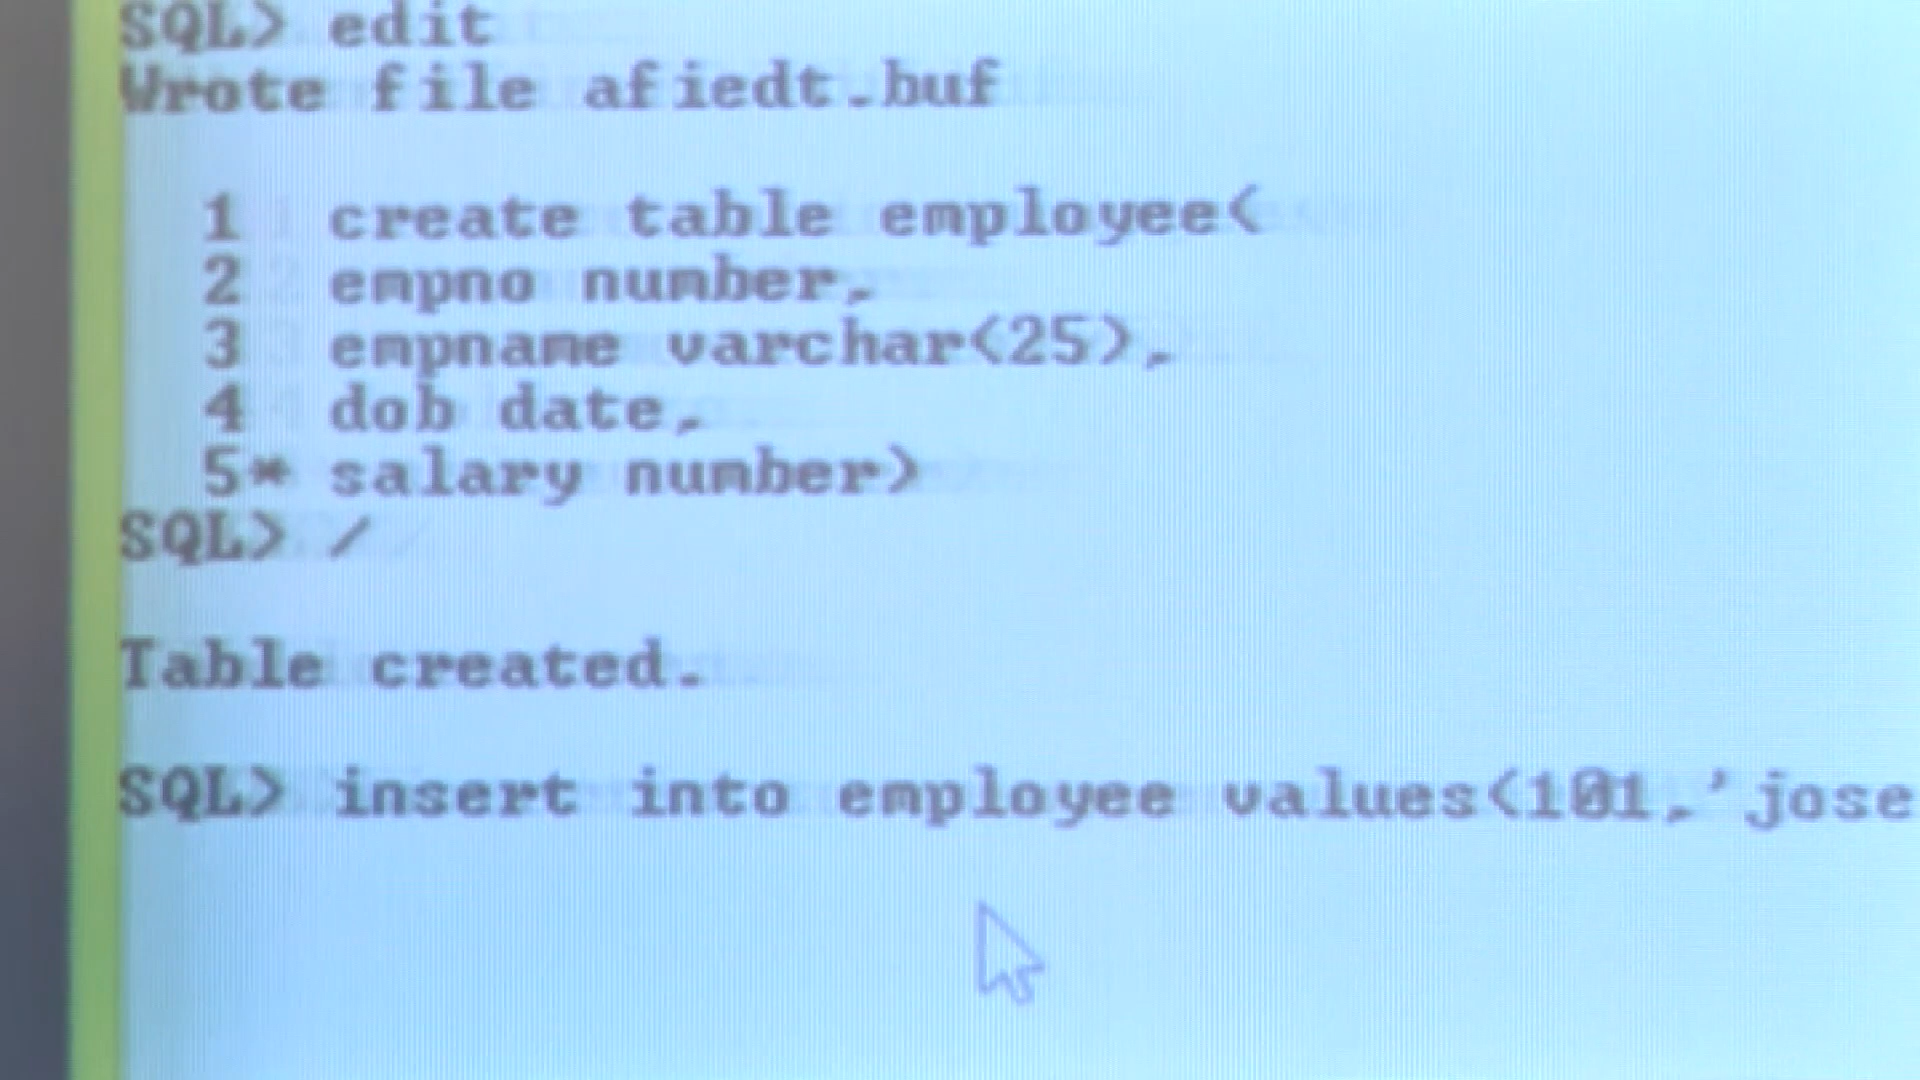 SQL> edit
Wrote file afiedt.buf
1 create table employee(
2 empno number,
3 empname varchar(25),
4 dob date,
5* salary number)
SQL> /
Table created.
SQL> insert into employee values(101,'jose